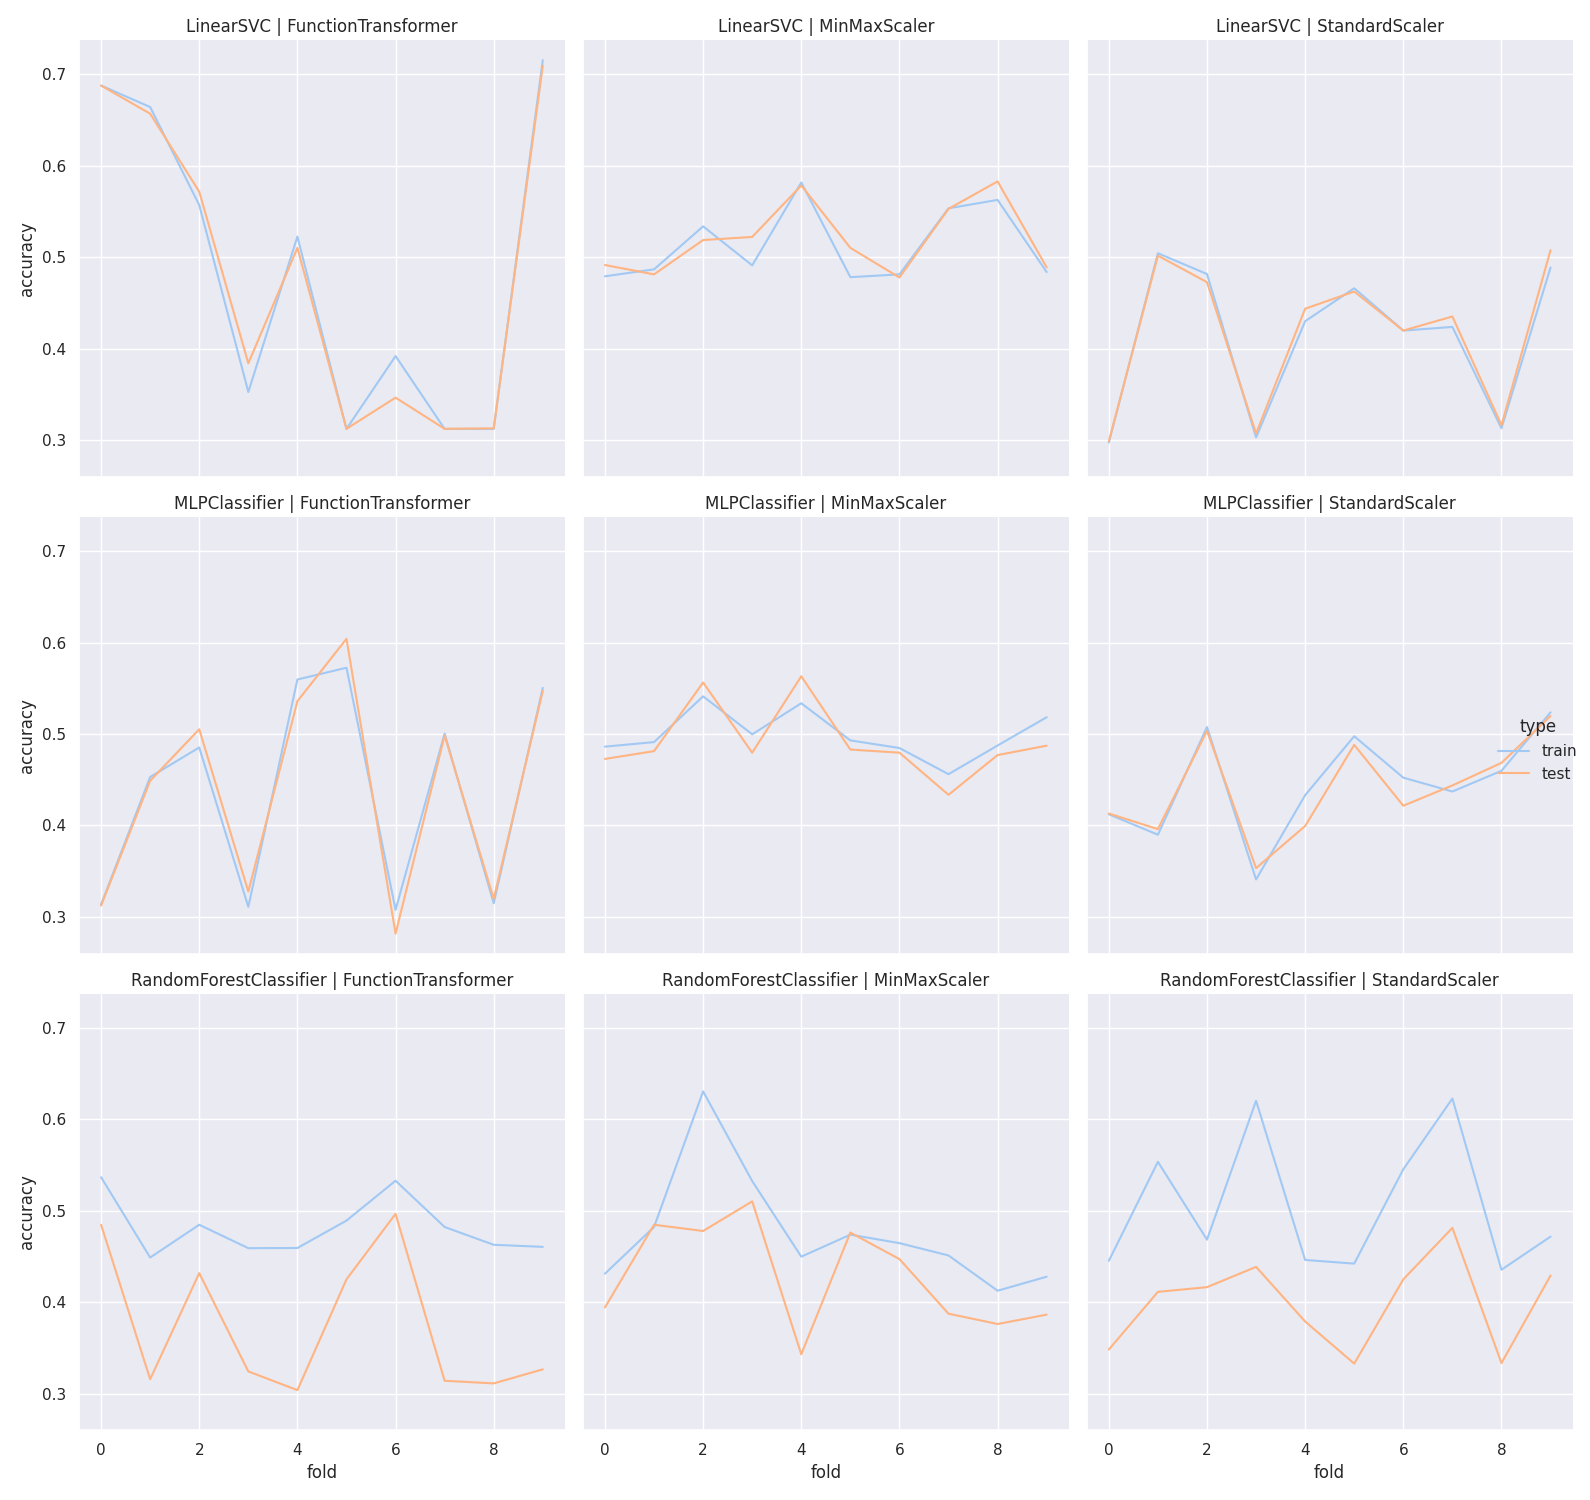 LinearSVC | FunctionTransformer
LinearSVC | MinMaxScaler
LinearSVC | StandardScaler
0.7
0.6
0.5
0.4
0.3
accuracy
MLPClassifier | FunctionTransformer
MLPClassifier | MinMaxScaler
MLPClassifier | StandardScaler
0.7
0.6
0.5
0.4
0.3
accuracy
type
train
test
RandomForestClassifier | FunctionTransformer
RandomForestClassifier | MinMaxScaler
RandomForestClassifier | StandardScaler
0.7
0.6
0.5
0.4
0.3
accuracy
0 2 4 6 8
0 2 4 6 8
0 2 4 6 8
fold
fold
fold